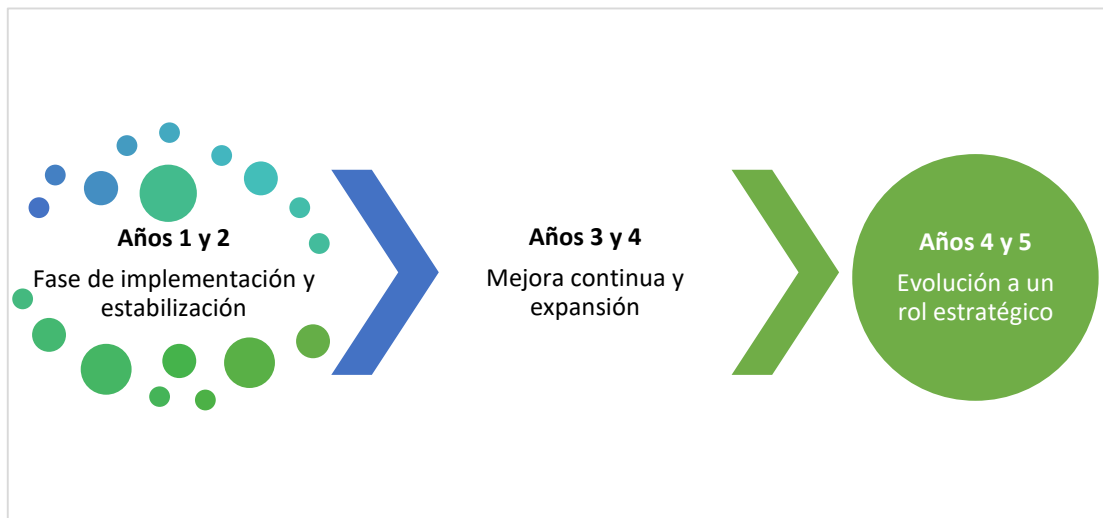 Años 1 y 2
Fase de implementación y
estabilización
Años 3 y 4
Mejora continua y
expansión
Años 4 y 5
Evolución a un
rol estratégico